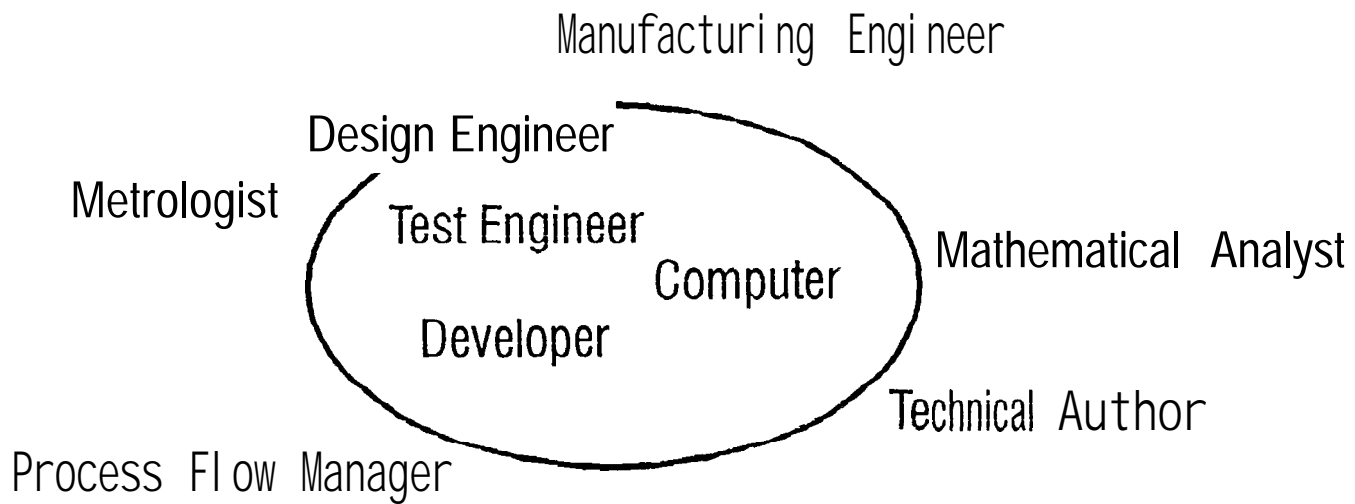 Manufacturing Engineer
Design Engineer
Metrologist
Test Engineer
Mathematical Analyst
Computer
Developer
Technical Author
Process Flow Manager